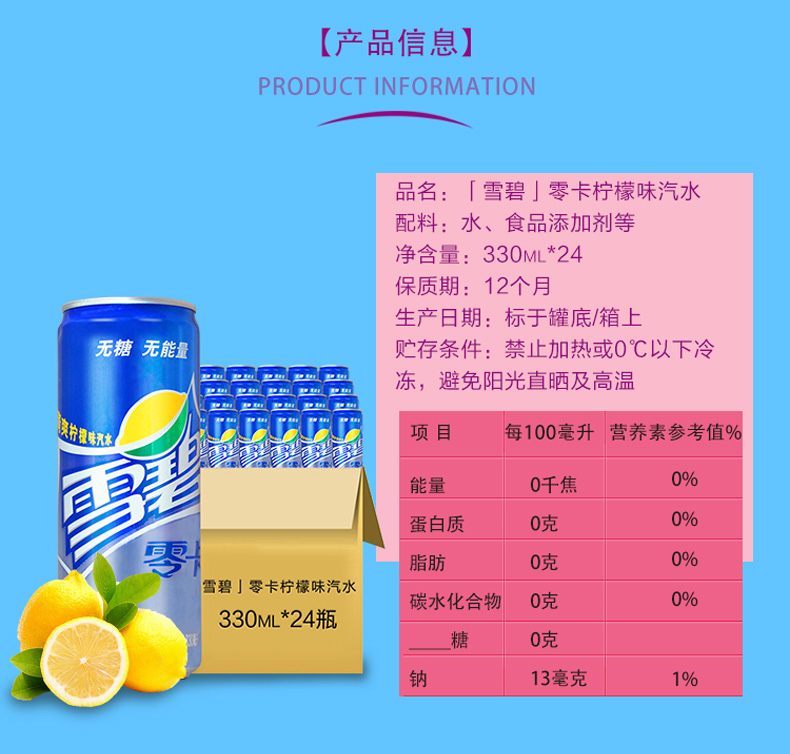 【产品信息】
PRODUCT INFORMATION
品名：「雪碧」零卡柠檬味汽水
配料：水、食品添加剂等
净含量：330ML*24
保质期：12个月
生产日期：标于罐底/箱上
贮存条件：禁止加热或0℃以下冷
冻，避免阳光直晒及高温
项 目 每100毫升 营养素参考值%
能量 0千焦 0%
蛋白质 0克 0%
脂肪 0克 0%
碳水化合物 0克 0%
____糖 0克
钠 13毫克 1%
无糖 无能量
爽柠檬味汽水
雪碧
零卡
雪碧」零卡柠檬味汽水
330ML*24瓶